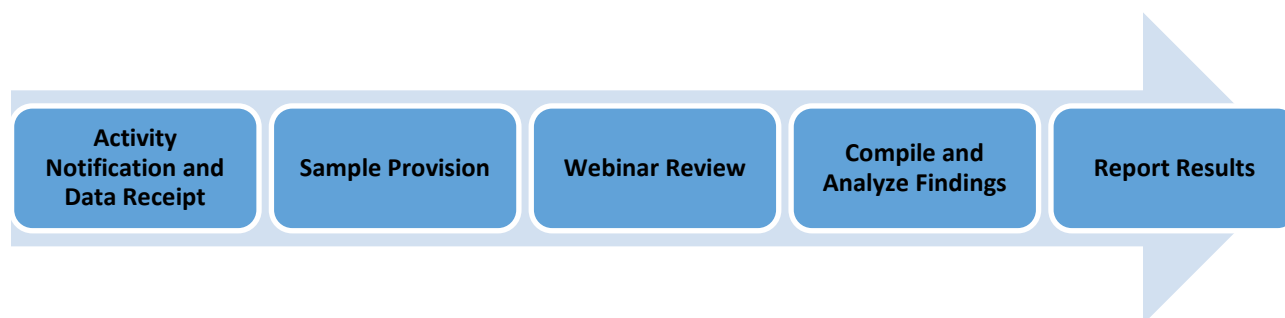 Activity
Notification and
Data Receipt
Sample Provision
Webinar Review
Compile and
Analyze Findings
Report Results